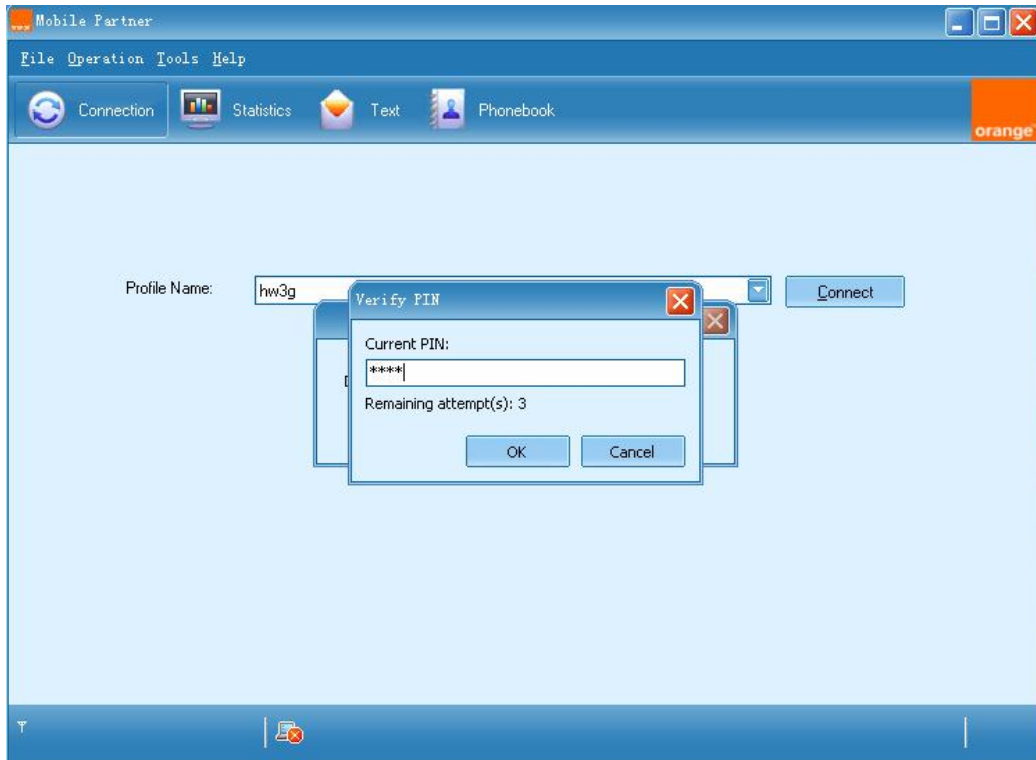 Mobile Partner
File Operation Tools Help
Connection Statistics Text Phonebook
orange™
Profile Name: hw3g Connect
Verify PIN
Current PIN:
****
Remaining attempt(s): 3
OK Cancel